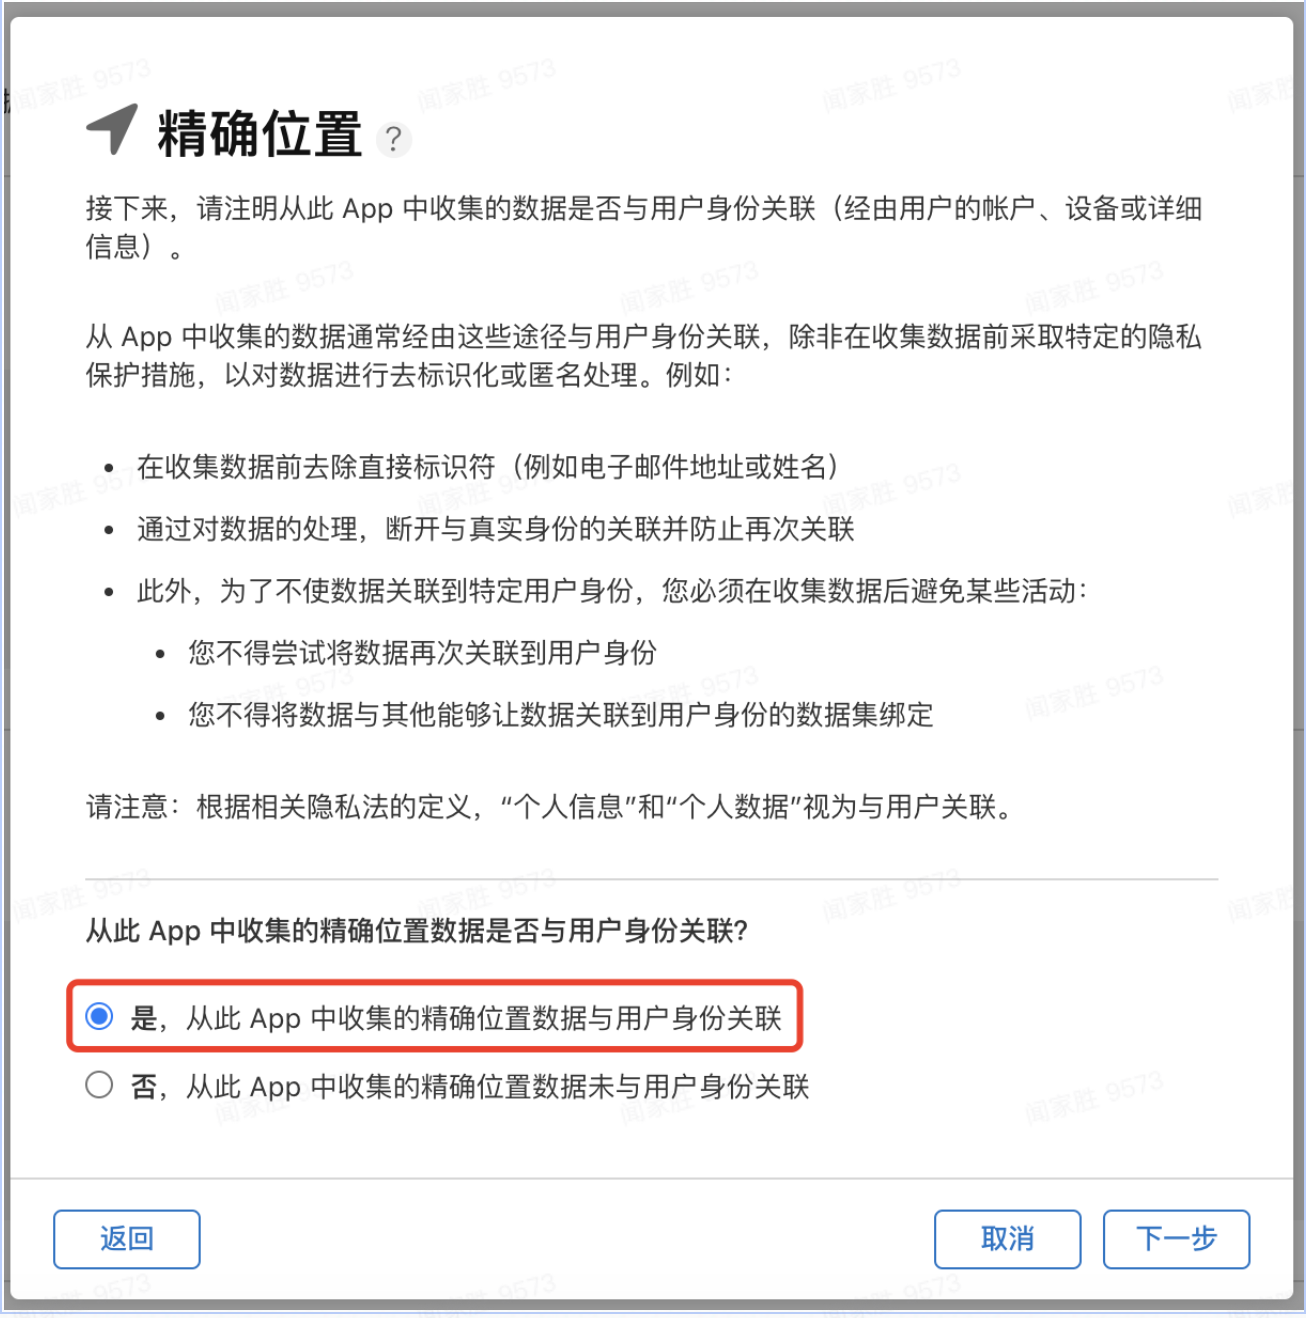 精确位置 ?
接下来，请注明从此 App 中收集的数据是否与用户身份关联（经由用户的帐户、设备或详细
信息）。
从 App 中收集的数据通常经由这些途径与用户身份关联，除非在收集数据前采取特定的隐私
保护措施，以对数据进行去标识化或匿名处理。例如：
• 在收集数据前去除直接标识符（例如电子邮件地址或姓名）
• 通过对数据的处理，断开与真实身份的关联并防止再次关联
• 此外，为了不使数据关联到特定用户身份，您必须在收集数据后避免某些活动：
• 您不得尝试将数据再次关联到用户身份
• 您不得将数据与其他能够让数据关联到用户身份的数据集绑定
请注意：根据相关隐私法的定义，“个人信息”和“个人数据”视为与用户关联。
从此 App 中收集的精确位置数据是否与用户身份关联？
是，从此 App 中收集的精确位置数据与用户身份关联
否，从此 App 中收集的精确位置数据未与用户身份关联
返回 取消 下一步
闻家胜 9573